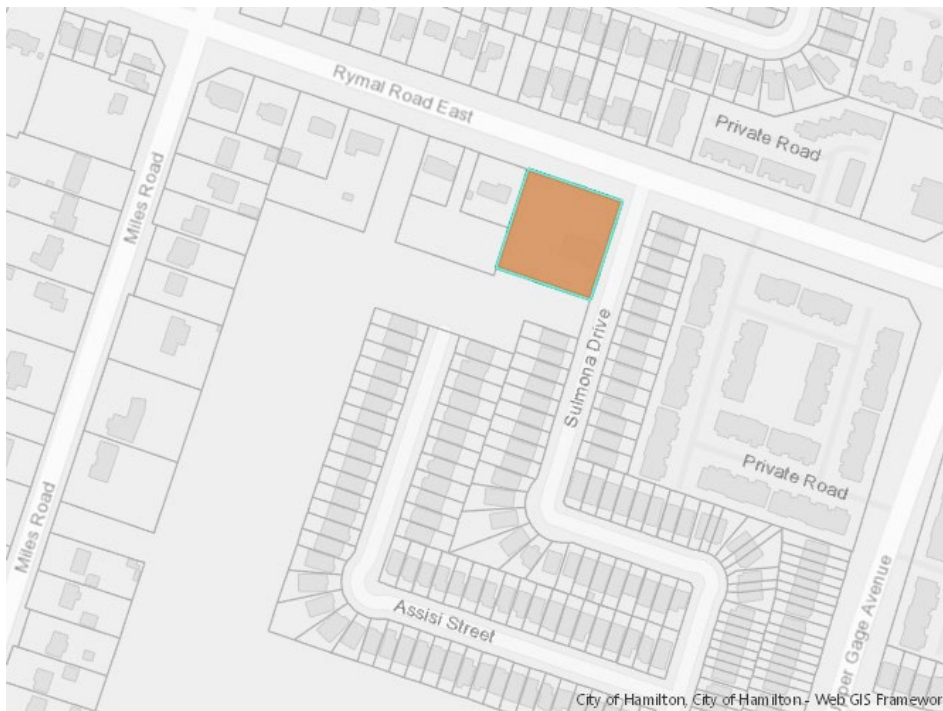 Rymal Road East
Private Road
Miles Road
Sulmona Drive
Private Road
Miles Road
Assisi Street
Gage Avenue
City of Hamilton, City of Hamilton - Web GIS Framewor